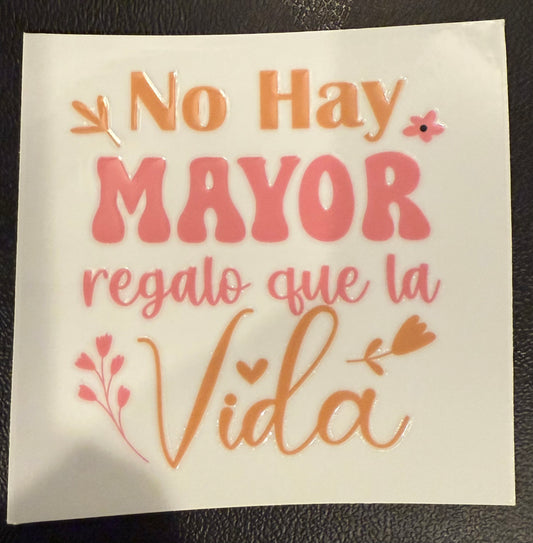 No Hay
MAYOR
regalo que la
Vida